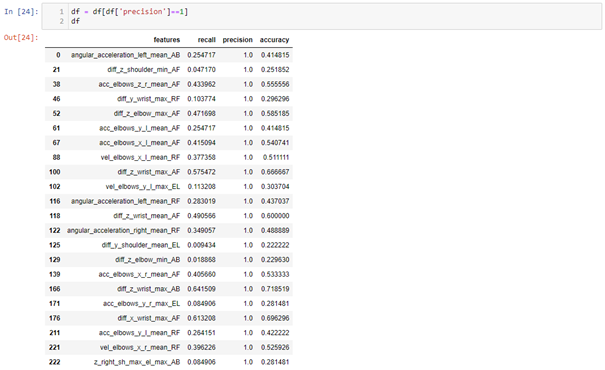 In [24]: 1 df = df[df['precision']==1]
2 df
Out[24]:
features recall precision accuracy
0 angular_acceleration_left_mean_AB 0.254717 1.0 0.414815
21 diff_z_shoulder_min_AF 0.047170 1.0 0.251852
38 acc_elbows_z_r_mean_AF 0.433962 1.0 0.555556
46 diff_y_wrist_max_RF 0.103774 1.0 0.296296
52 diff_z_elbow_max_AF 0.471698 1.0 0.585185
61 acc_elbows_y_l_mean_AF 0.254717 1.0 0.414815
67 acc_elbows_x_l_mean_AF 0.415094 1.0 0.540741
88 vel_elbows_x_l_mean_RF 0.377358 1.0 0.511111
100 diff_z_wrist_max_AF 0.575472 1.0 0.666667
102 vel_elbows_y_l_max_EL 0.113208 1.0 0.303704
116 angular_acceleration_left_mean_RF 0.283019 1.0 0.437037
118 diff_z_wrist_mean_AF 0.490566 1.0 0.600000
122 angular_acceleration_right_mean_RF 0.349057 1.0 0.488889
125 diff_y_shoulder_mean_EL 0.009434 1.0 0.222222
129 diff_z_elbow_min_AB 0.018868 1.0 0.229630
139 acc_elbows_x_r_mean_AF 0.405660 1.0 0.533333
166 diff_z_wrist_max_AB 0.641509 1.0 0.718519
171 acc_elbows_y_r_max_EL 0.084906 1.0 0.281481
176 diff_x_wrist_max_AF 0.613208 1.0 0.696296
211 acc_elbows_y_l_mean_RF 0.264151 1.0 0.422222
221 vel_elbows_x_r_mean_RF 0.396226 1.0 0.525926
222 z_right_sh_max_el_max_AB 0.084906 1.0 0.281481